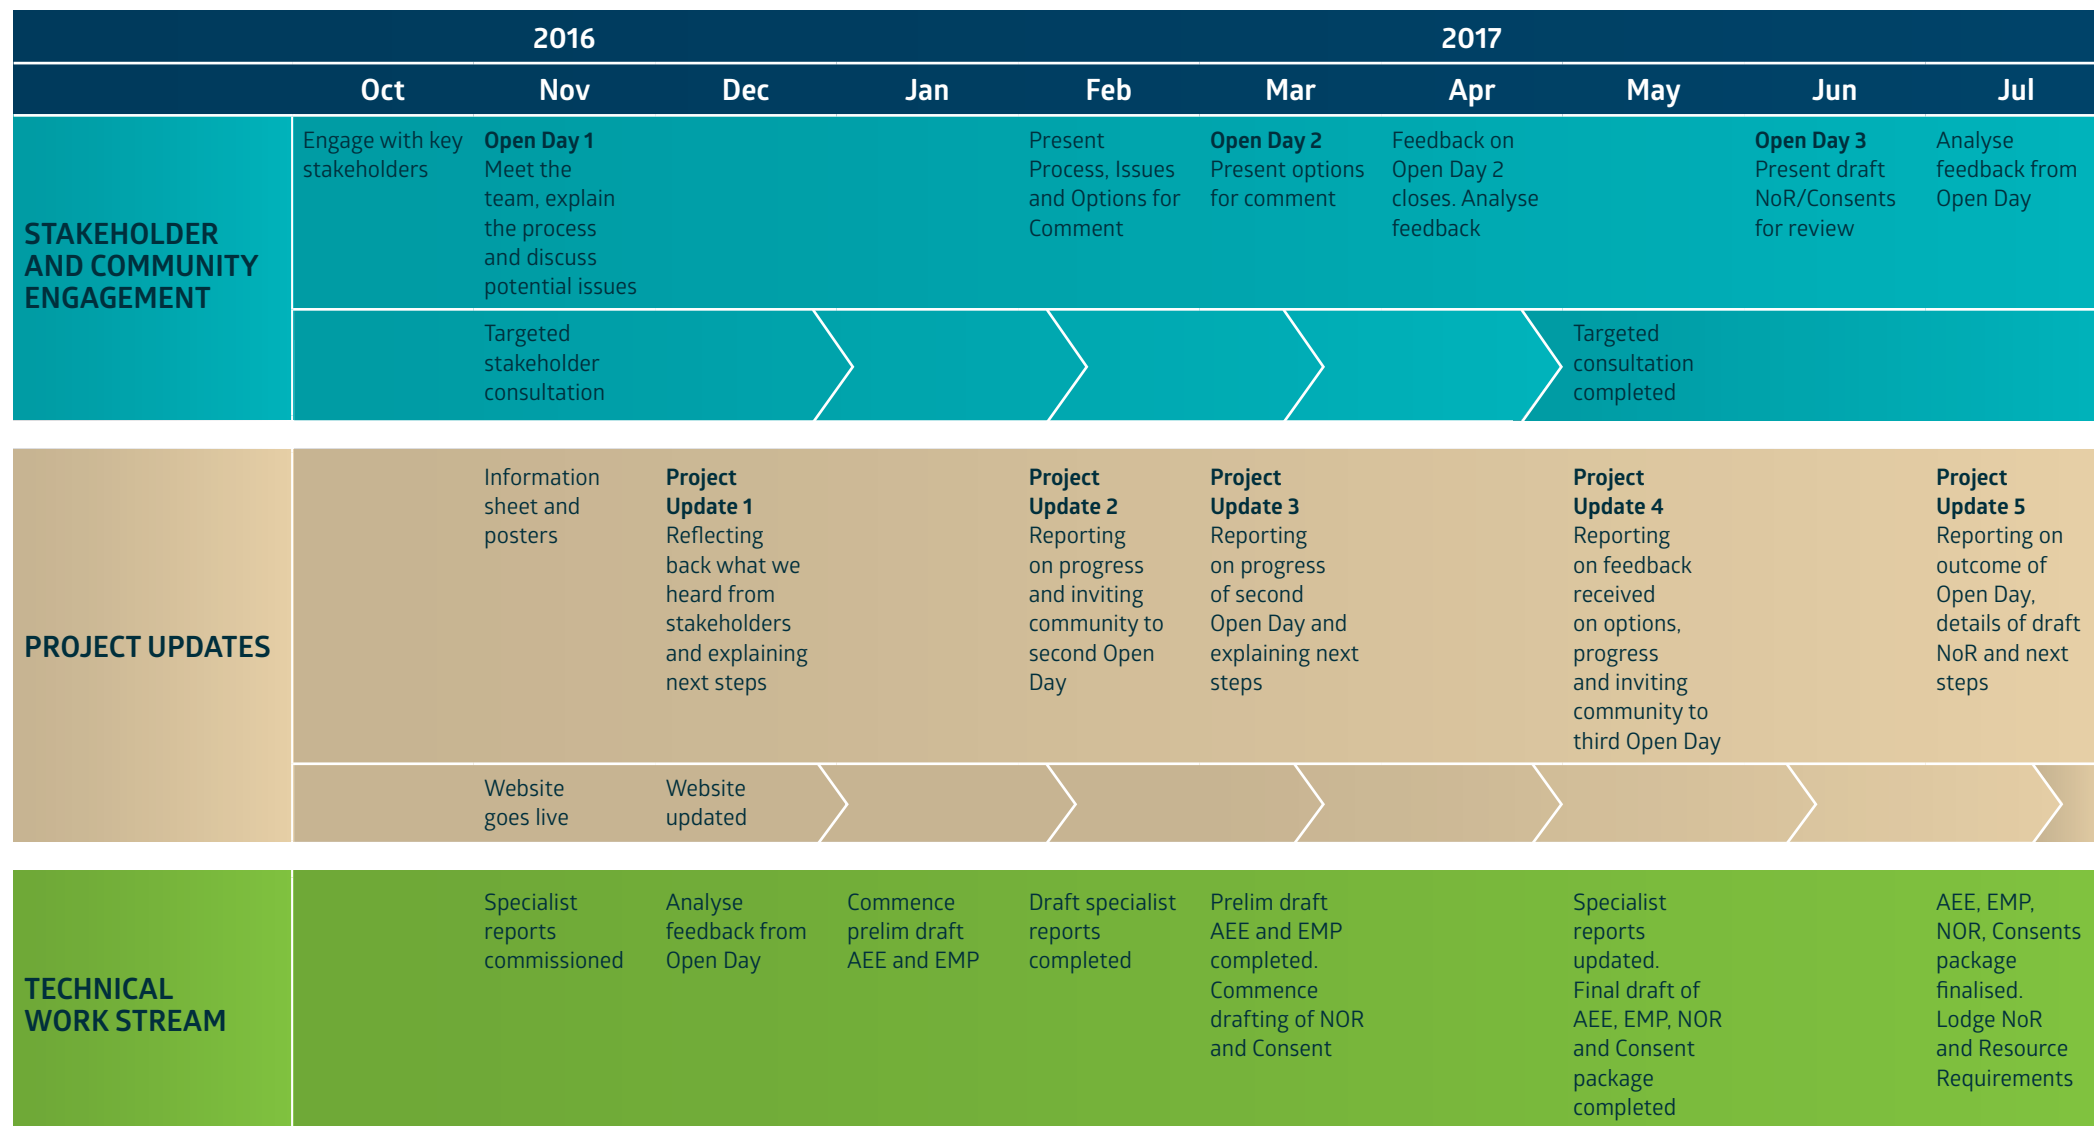 2016 2017
Oct Nov Dec Jan Feb Mar Apr May Jun Jul
STAKEHOLDER
AND COMMUNITY
ENGAGEMENT
Engage with key
stakeholders
Open Day 1
Meet the
team, explain
the process
and discuss
potential issues
Present
Process, Issues
and Options for
Comment
Open Day 2
Present options
for comment
Feedback on
Open Day 2
closes. Analyse
feedback
Open Day 3
Present draft
NoR/Consents
for review
Analyse
feedback from
Open Day
Targeted
stakeholder
consultation
Targeted
consultation
completed
PROJECT UPDATES
Information
sheet and
posters
Project
Update 1
Reflecting
back what we
heard from
stakeholders
and explaining
next steps
Project
Update 2
Reporting
on progress
and inviting
community to
second Open
Day
Project
Update 3
Reporting
on progress
of second
Open Day and
explaining next
steps
Project
Update 4
Reporting
on feedback
received
on options,
progress
and inviting
community to
third Open Day
Project
Update 5
Reporting on
outcome of
Open Day,
details of draft
NoR and next
steps
Website
goes live
Website
updated
TECHNICAL
WORK STREAM
Specialist
reports
commissioned
Analyse
feedback from
Open Day
Commence
prelim draft
AEE and EMP
Draft specialist
reports
completed
Prelim draft
AEE and EMP
completed.
Commence
drafting of NOR
and Consent
Specialist
reports
updated.
Final draft of
AEE, EMP, NOR
and Consent
package
completed
AEE, EMP,
NOR, Consents
package
finalised.
Lodge NoR
and Resource
Requirements